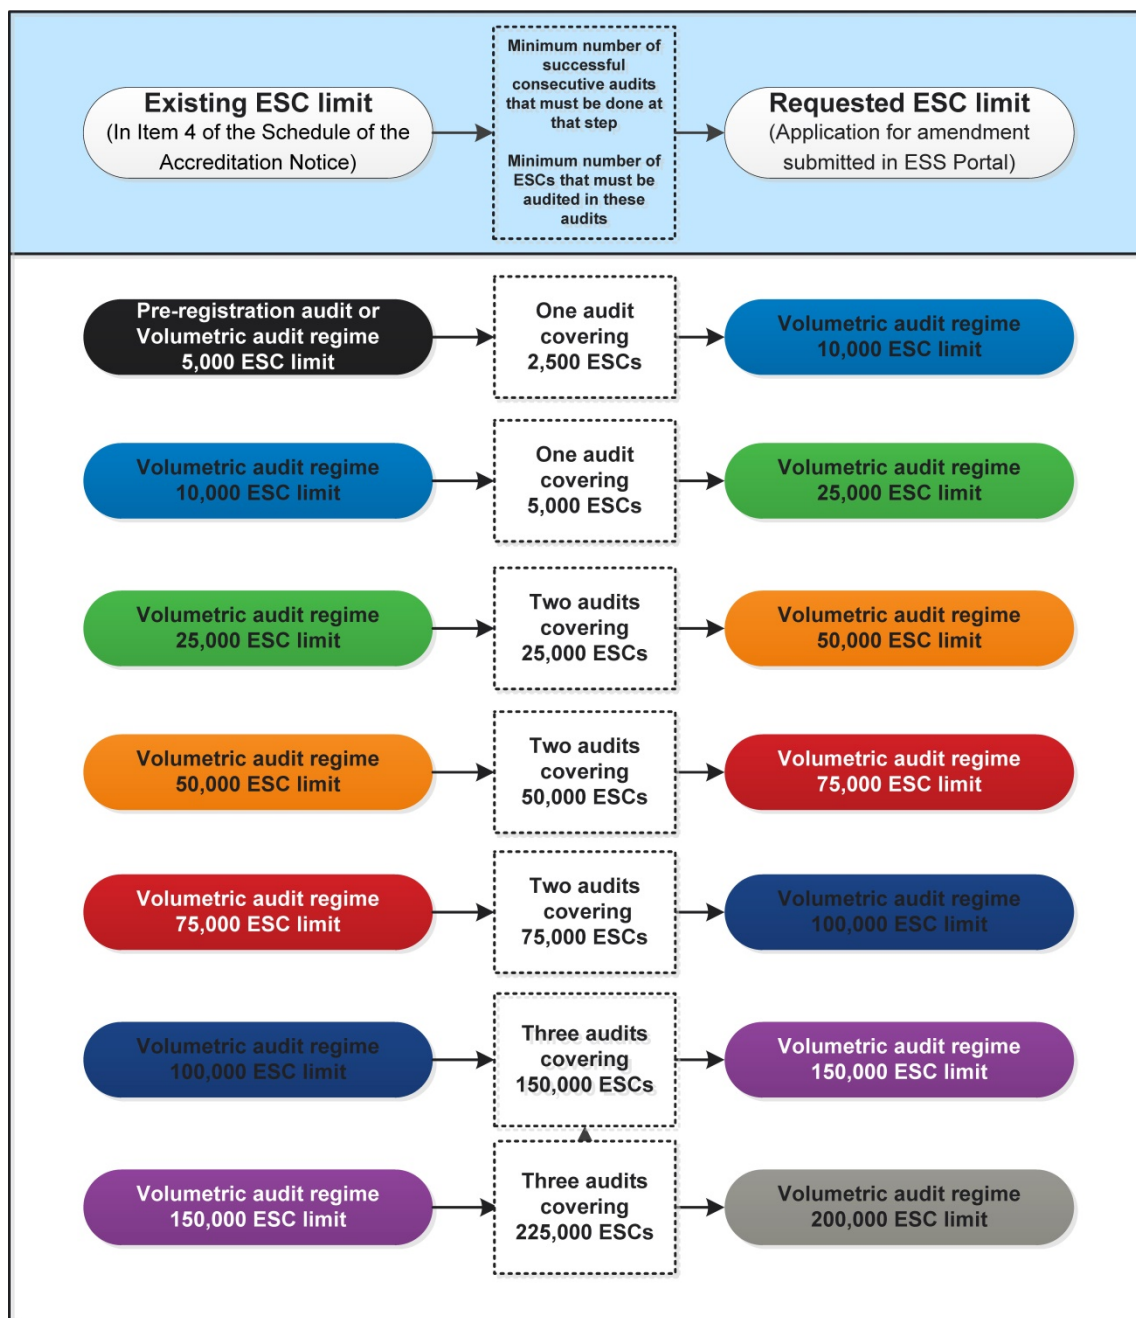 Existing ESC limit
(In Item 4 of the Schedule of the
Accreditation Notice)
Minimum number of
successful
consecutive audits
that must be done at
that step
Minimum number of
ESCs that must be
audited in these
audits
Requested ESC limit
(Application for amendment
submitted in ESS Portal)
Pre-registration audit or
Volumetric audit regime
5,000 ESC limit
One audit
covering
2,500 ESCs
Volumetric audit regime
10,000 ESC limit
Volumetric audit regime
10,000 ESC limit
One audit
covering
5,000 ESCs
Volumetric audit regime
25,000 ESC limit
Volumetric audit regime
25,000 ESC limit
Two audits
covering
25,000 ESCs
Volumetric audit regime
50,000 ESC limit
Volumetric audit regime
50,000 ESC limit
Two audits
covering
50,000 ESCs
Volumetric audit regime
75,000 ESC limit
Volumetric audit regime
75,000 ESC limit
Two audits
covering
75,000 ESCs
Volumetric audit regime
100,000 ESC limit
Volumetric audit regime
100,000 ESC limit
Three audits
covering
150,000 ESCs
Volumetric audit regime
150,000 ESC limit
Volumetric audit regime
150,000 ESC limit
Three audits
covering
225,000 ESCs
Volumetric audit regime
200,000 ESC limit